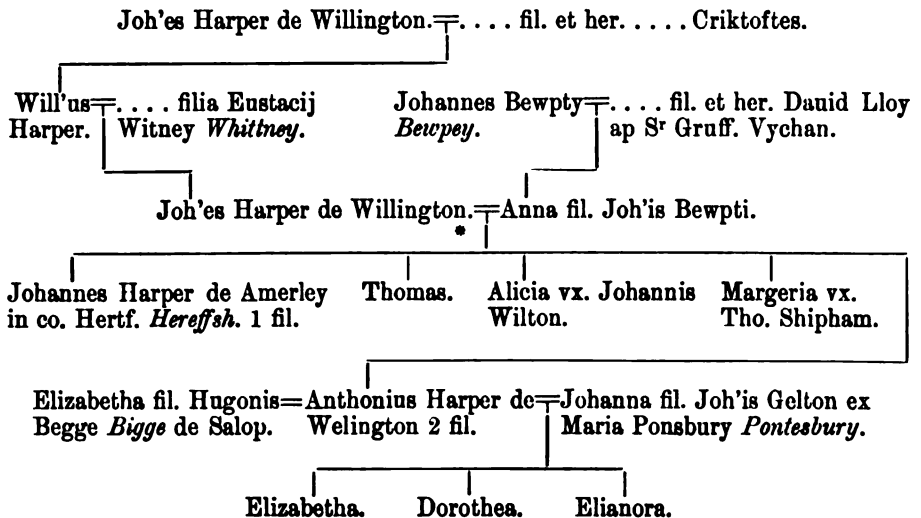 Joh'es Harper de Willington.=. . . . fil. et her. . . . . Criktoftes.
Will'us=. . . . filia Eustacij
Harper. Witney Whittney.
Johannes Bewpty=. . . . fil. et her. Dauid Lloy
Bewpey. ap Sʳ Gruff. Vychan.
Joh'es Harper de Willington.=Anna fil. Joh'is Bewpti.
*
Johannes Harper de Amerley
in co. Hertf. Hereffsh. 1 fil.
Thomas.
Alicia vx. Johannis
Wilton.
Margeria vx.
Tho. Shipham.
Elizabetha fil. Hugonis=Anthonius Harper de=Johanna fil. Joh'is Gelton ex
Begge Bigge de Salop. Welington 2 fil. Maria Ponsbury Pontesbury.
Elizabetha. Dorothea. Elianora.